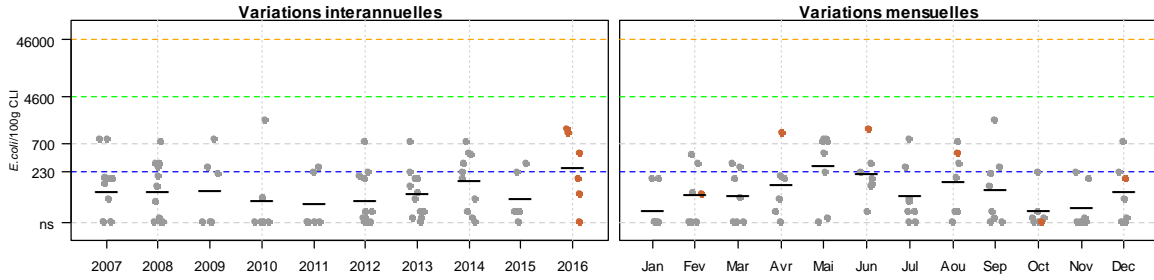 Variations interannuelles
Variations mensuelles
E.coli/100g CLI
46000
4600
700
230
ns
2007 2008 2009 2010 2011 2012 2013 2014 2015 2016
Jan Fev Mar Avr Mai Jun Jul Aou Sep Oct Nov Dec